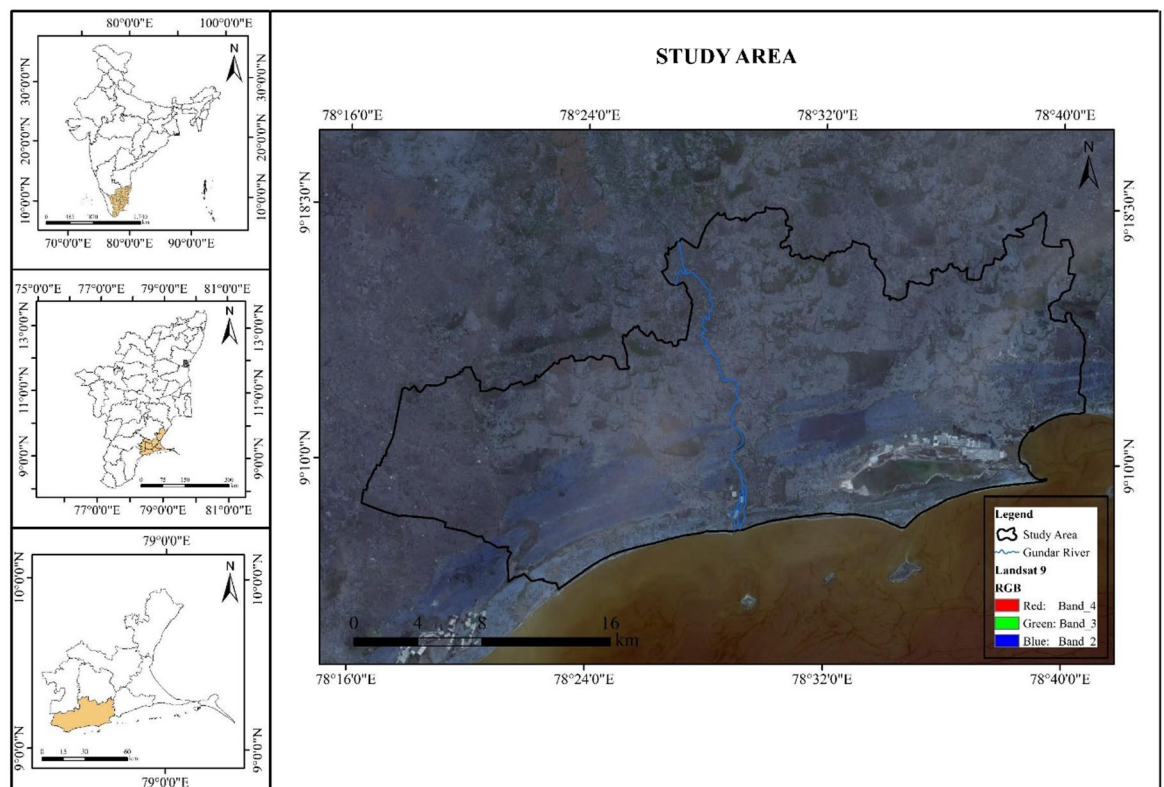 80°0'0"E 100°0'0"E
N
30°0'0"N 30°0'0"N
20°0'0"N 20°0'0"N
10°0'0"N 10°0'0"N
km
70°0'0"E 80°0'0"E 90°0'0"E
75°0'0"E 77°0'0"E 79°0'0"E 81°0'0"E
N
13°0'0"N 13°0'0"N
11°0'0"N 11°0'0"N
9°0'0"N 9°0'0"N
0 75 150 300
km
77°0'0"E 79°0'0"E 81°0'0"E
79°0'0"E
N
10°0'0"N 10°0'0"N
9°0'0"N 9°0'0"N
0 15 30 60
km
79°0'0"E
STUDY AREA
78°16'0"E 78°24'0"E 78°32'0"E 78°40'0"E
N
9°18'30"N
9°10'0"N 9°10'0"N
0 4 8 16
km
Legend
Study Area
Gundar River
Landsat 9
RGB
Red: Band_4
Green: Band_3
Blue: Band_2
78°16'0"E 78°24'0"E 78°32'0"E 78°40'0"E